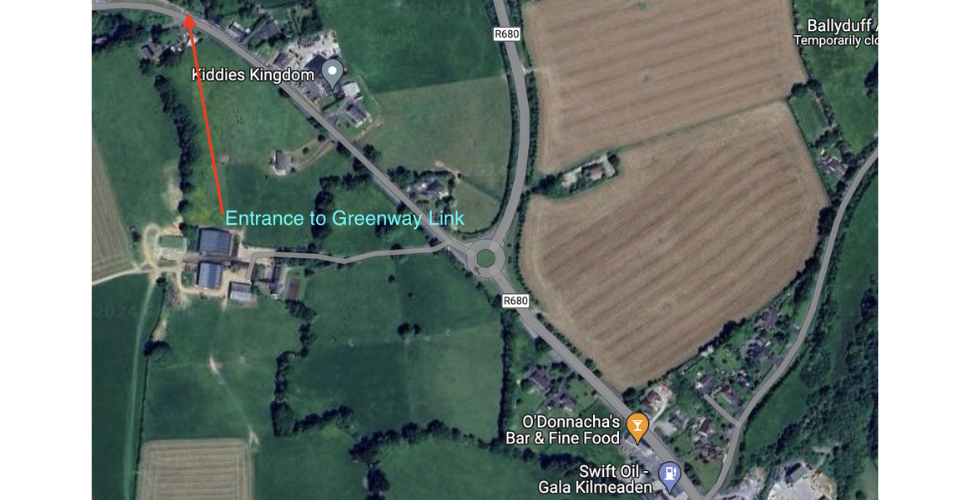 R680
Ballyduff
Temporarily clo
Kiddies Kingdom
Entrance to Greenway Link
R680
O'Donnacha's
Bar & Fine Food
Swift Oil -
Gala Kilmeaden